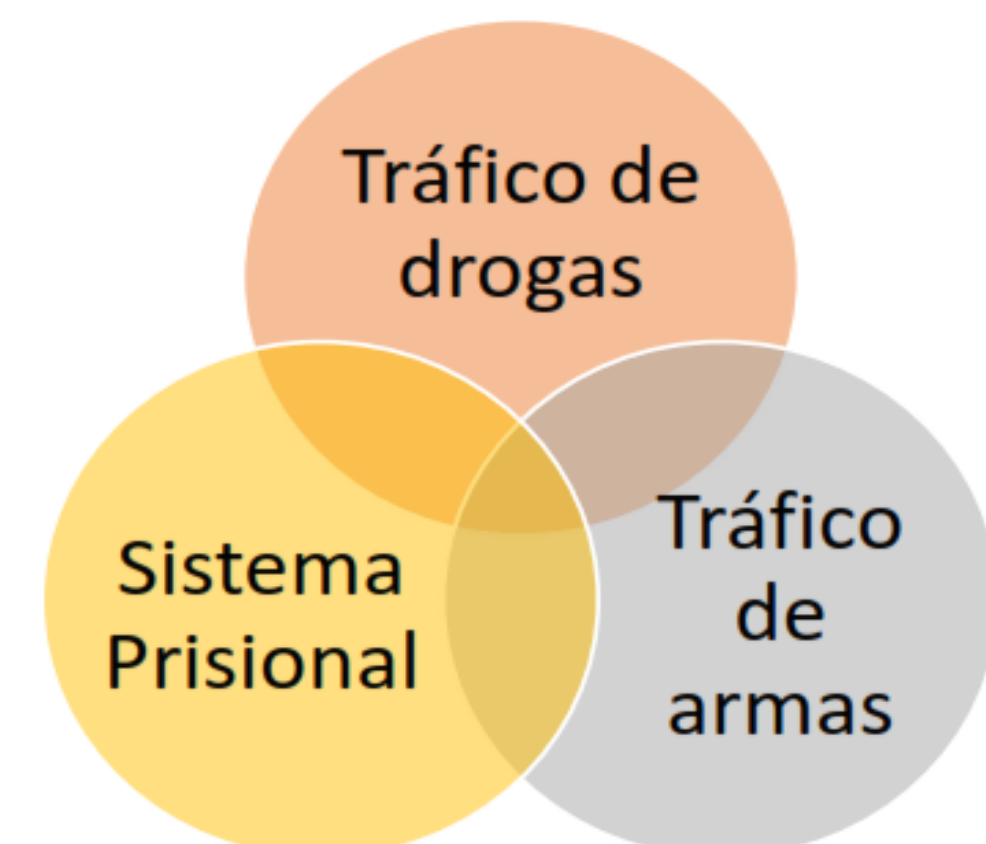 Tráfico de
drogas
Sistema
Prisional
Tráfico
de
armas